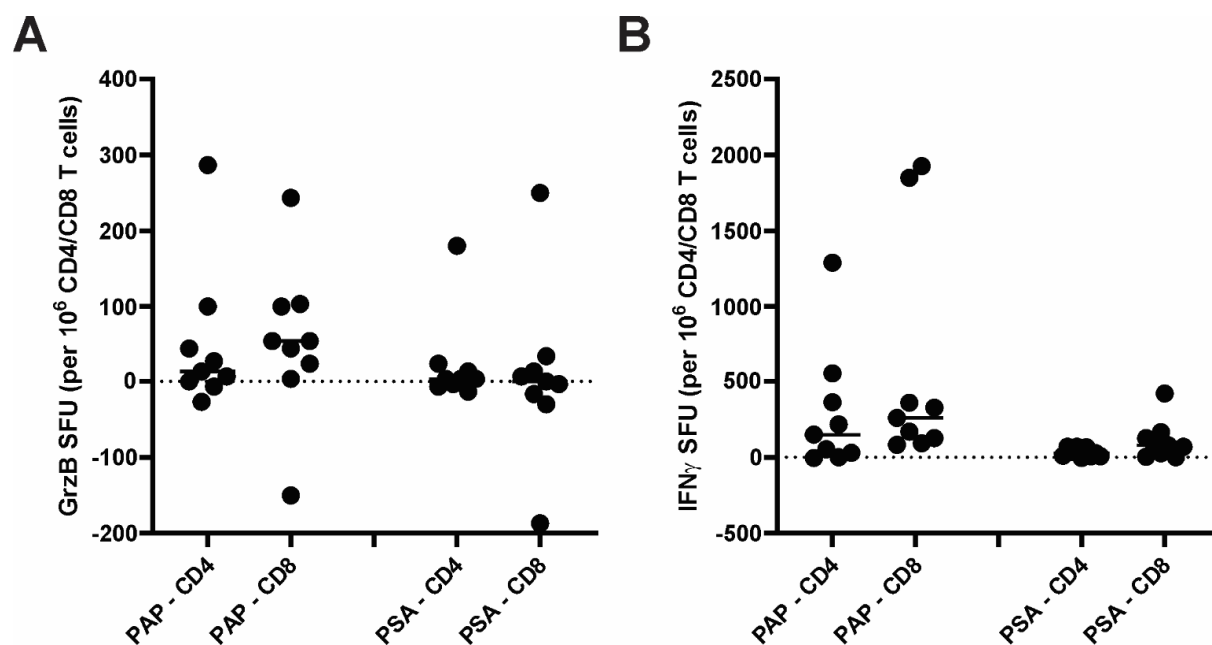 A
GrzB SFU (per 10⁶ CD4/CD8 T cells)
400
300
200
100
0
-100
-200
PAP - CD4
PAP - CD8
PSA - CD4
PSA - CD8
B
IFNγ SFU (per 10⁶ CD4/CD8 T cells)
2500
2000
1500
1000
500
0
-500
PAP - CD4
PAP - CD8
PSA - CD4
PSA - CD8